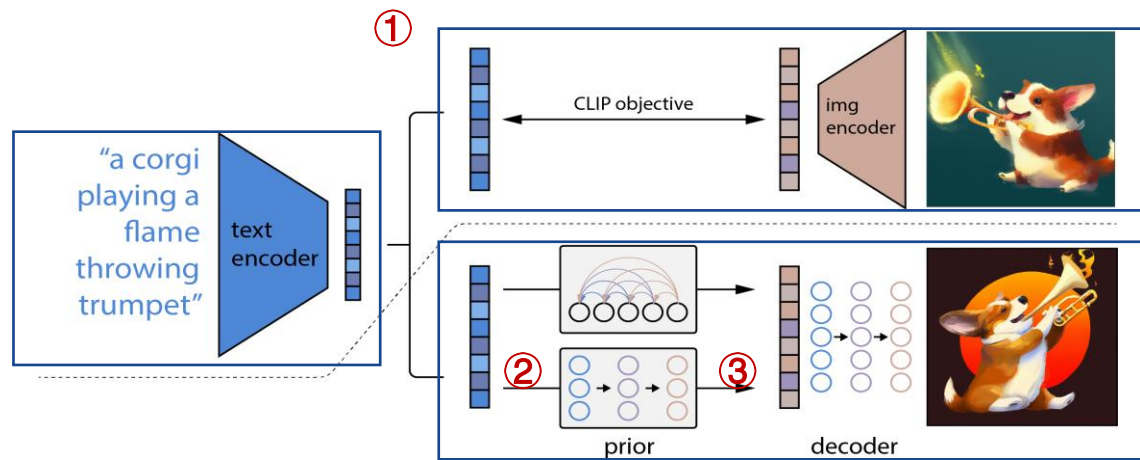 ①
CLIP objective
img
encoder
“a corgi
playing a
flame
throwing
trumpet”
text
encoder
②
③
prior
decoder